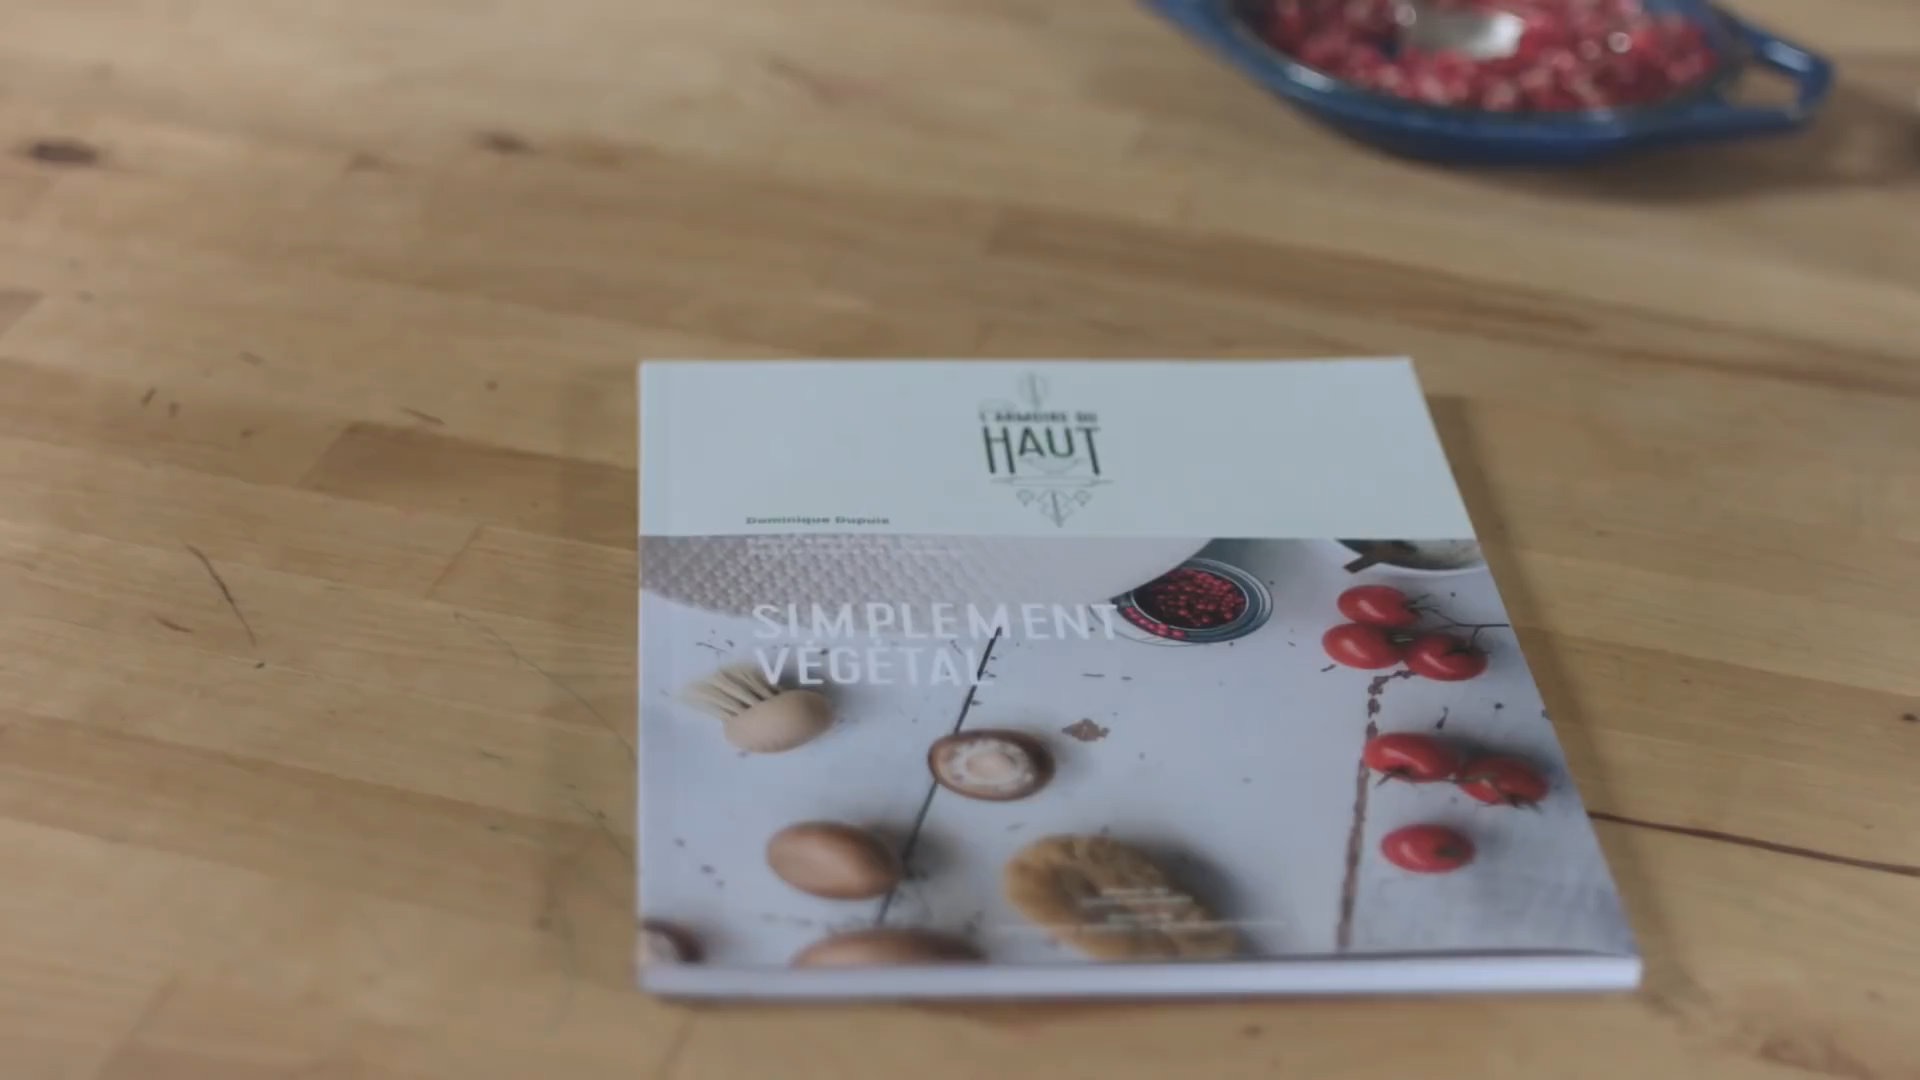 L'ARMOIRE DU
HAUT
Dominique Dupuis
SIMPLEMENT
VÉGÉTAL